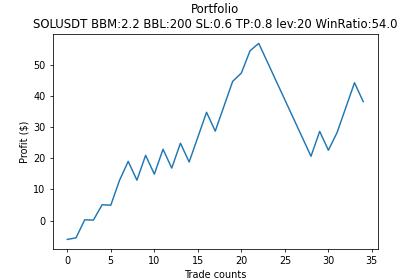 Portfolio
SOLUSDT BBM:2.2 BBL:200 SL:0.6 TP:0.8 lev:20 WinRatio:54.0
50
40
30
20
10
0
Profit ($)
0 5 10 15 20 25 30 35
Trade counts